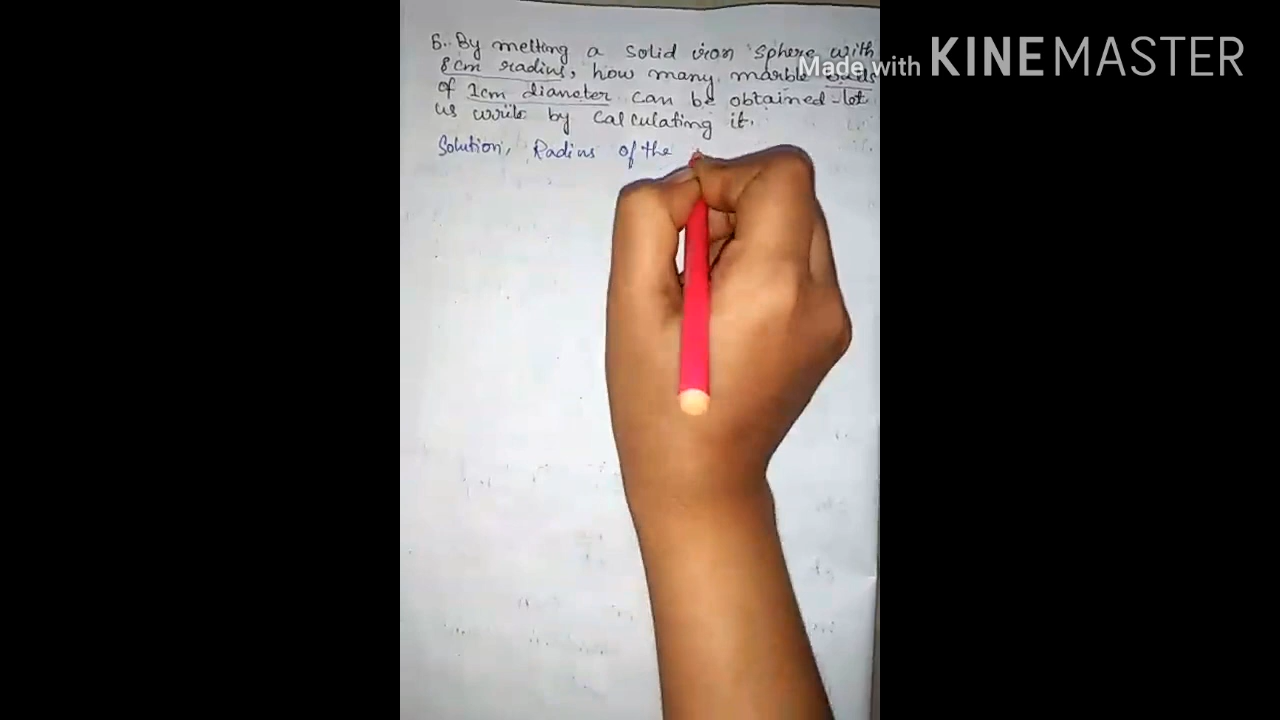 6. By melting a solid iron sphere with
8cm radius, how many marble balls
of 1cm diameter can be obtained - let
us write by calculating it.
Solution, Radius of the
Made with KINEMASTER